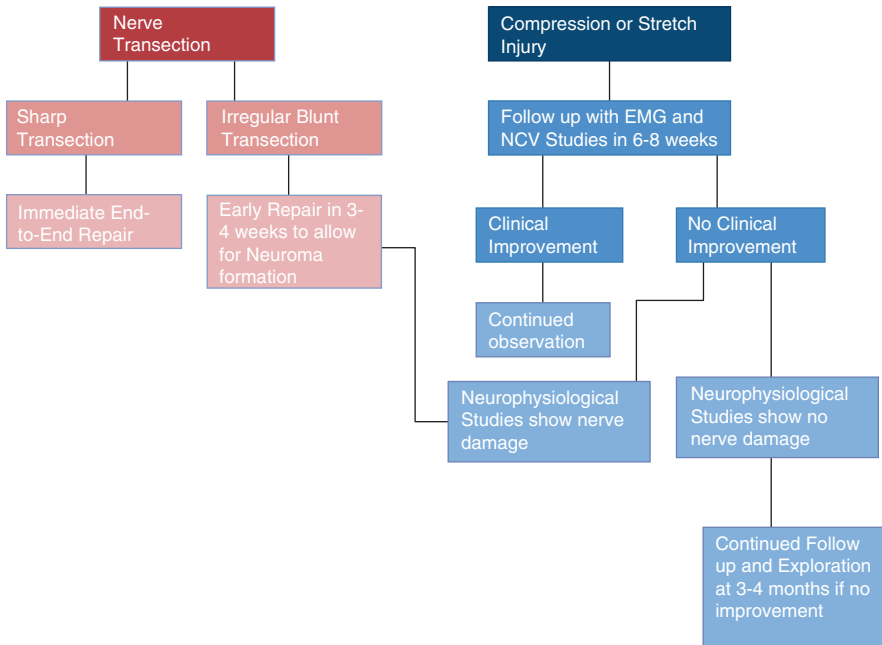 Nerve
Transection
Compression or Stretch
Injury
Sharp
Transection
Irregular Blunt
Transection
Follow up with EMG and
NCV Studies in 6-8 weeks
Immediate End-
to-End Repair
Early Repair in 3-
4 weeks to allow
for Neuroma
formation
Clinical
Improvement
No Clinical
Improvement
Continued
observation
Neurophysiological
Studies show nerve
damage
Neurophysiological
Studies show no
nerve damage
Continued Follow
up and Exploration
at 3-4 months if no
improvement